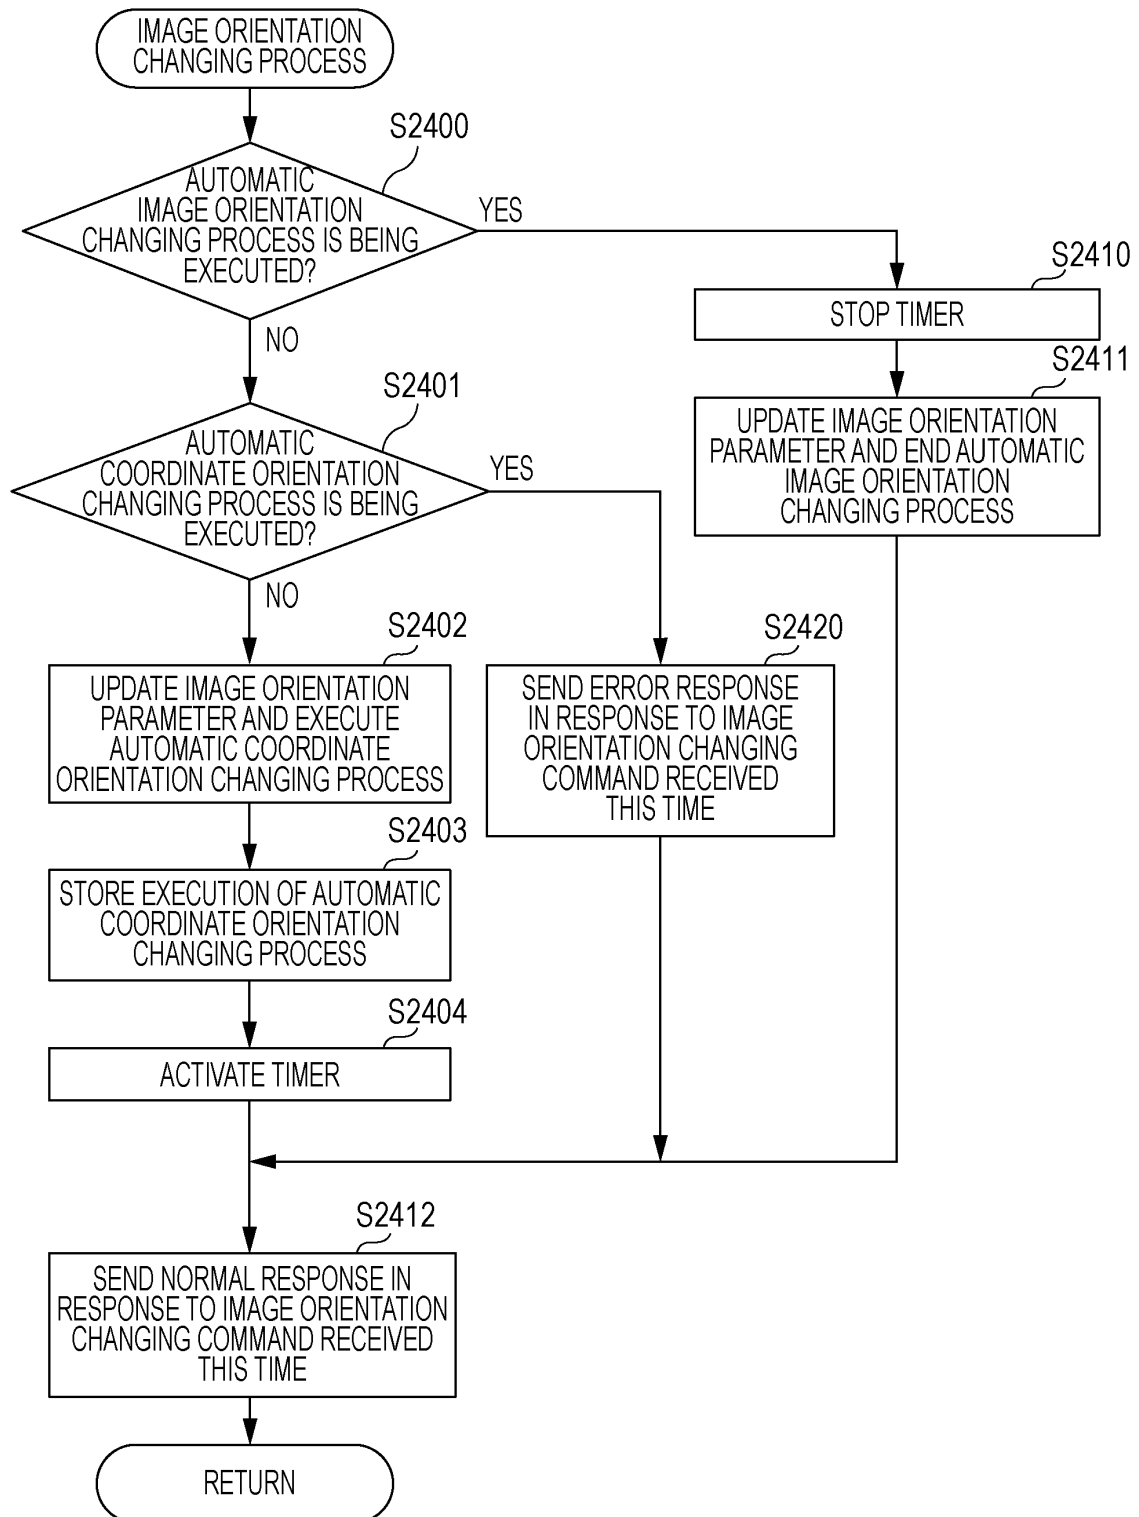 IMAGE ORIENTATION
CHANGING PROCESS
S2400
AUTOMATIC
IMAGE ORIENTATION
CHANGING PROCESS IS BEING
EXECUTED?
YES
NO
S2410
STOP TIMER
S2411
UPDATE IMAGE ORIENTATION
PARAMETER AND END AUTOMATIC
IMAGE ORIENTATION
CHANGING PROCESS
S2401
AUTOMATIC
COORDINATE ORIENTATION
CHANGING PROCESS IS BEING
EXECUTED?
YES
NO
S2402
UPDATE IMAGE ORIENTATION
PARAMETER AND EXECUTE
AUTOMATIC COORDINATE
ORIENTATION CHANGING PROCESS
S2420
SEND ERROR RESPONSE
IN RESPONSE TO IMAGE
ORIENTATION CHANGING
COMMAND RECEIVED
THIS TIME
S2403
STORE EXECUTION OF AUTOMATIC
COORDINATE ORIENTATION
CHANGING PROCESS
S2404
ACTIVATE TIMER
S2412
SEND NORMAL RESPONSE IN
RESPONSE TO IMAGE ORIENTATION
CHANGING COMMAND RECEIVED
THIS TIME
RETURN